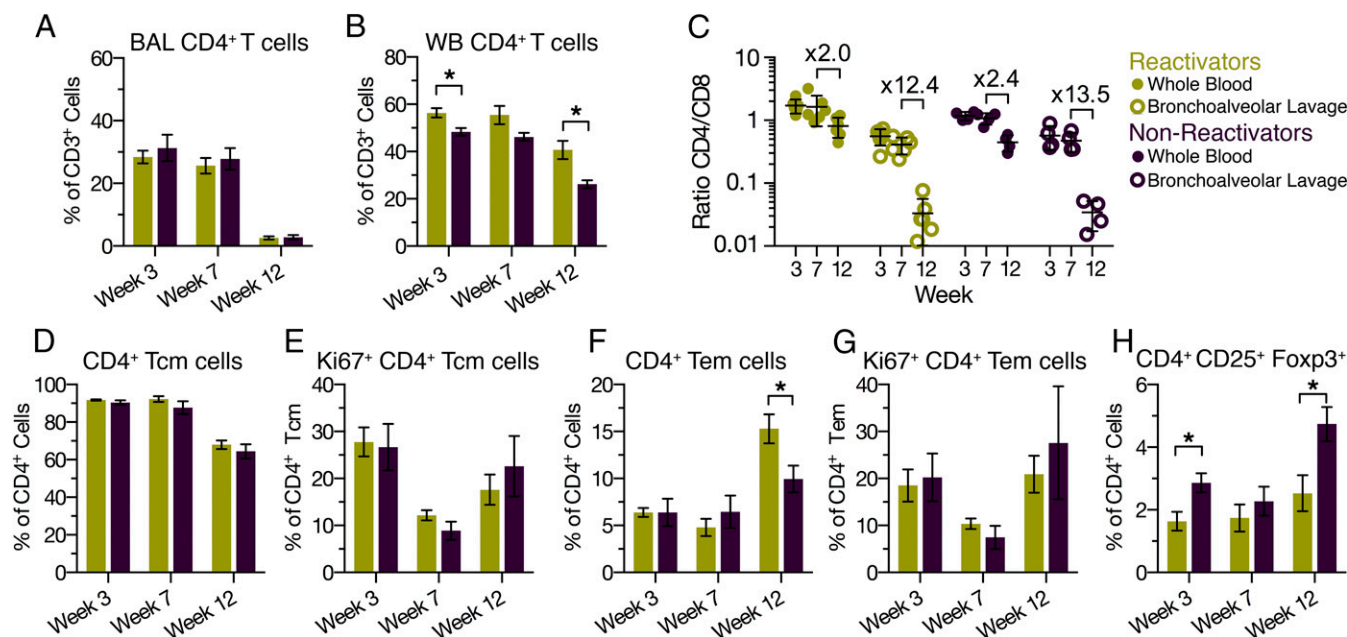 A
BAL CD4⁺ T cells
% of CD3⁺ Cells
60
40
20
0
Week 3
Week 7
Week 12
B
WB CD4⁺ T cells
% of CD3⁺ Cells
80
60
40
20
0
*
*
Week 3
Week 7
Week 12
C
Ratio CD4/CD8
10
1
0.1
0.01
x2.0
x12.4
x2.4
x13.5
3 7 12 3 7 12 3 7 12 3 7 12
Week
Reactivators
Whole Blood
Bronchoalveolar Lavage
Non-Reactivators
Whole Blood
Bronchoalveolar Lavage
D
CD4⁺ Tcm cells
% of CD4⁺ Cells
100
80
60
40
20
0
Week 3
Week 7
Week 12
E
Ki67⁺ CD4⁺ Tcm cells
% of CD4⁺ Tcm
40
30
20
10
0
Week 3
Week 7
Week 12
F
CD4⁺ Tem cells
% of CD4⁺ Cells
20
15
10
5
0
*
Week 3
Week 7
Week 12
G
Ki67⁺ CD4⁺ Tem cells
% of CD4⁺ Tem
40
30
20
10
0
Week 3
Week 7
Week 12
H
CD4⁺ CD25⁺ Foxp3⁺
% of CD4⁺ Cells
6
4
2
0
*
*
Week 3
Week 7
Week 12